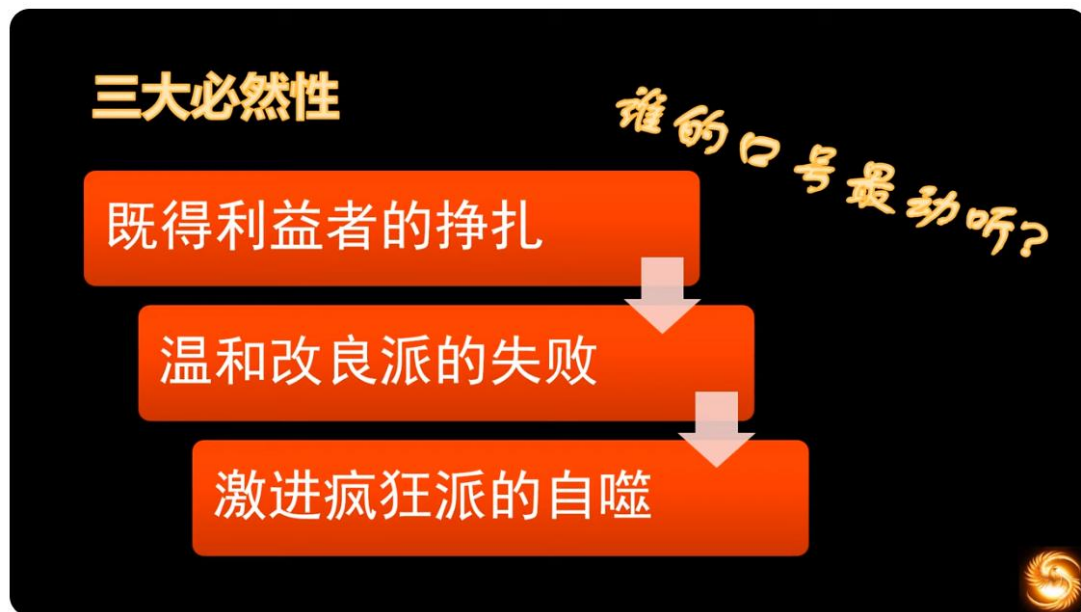 三大必然性
谁的口号最动听?
既得利益者的挣扎
温和改良派的失败
激进疯狂派的自噬